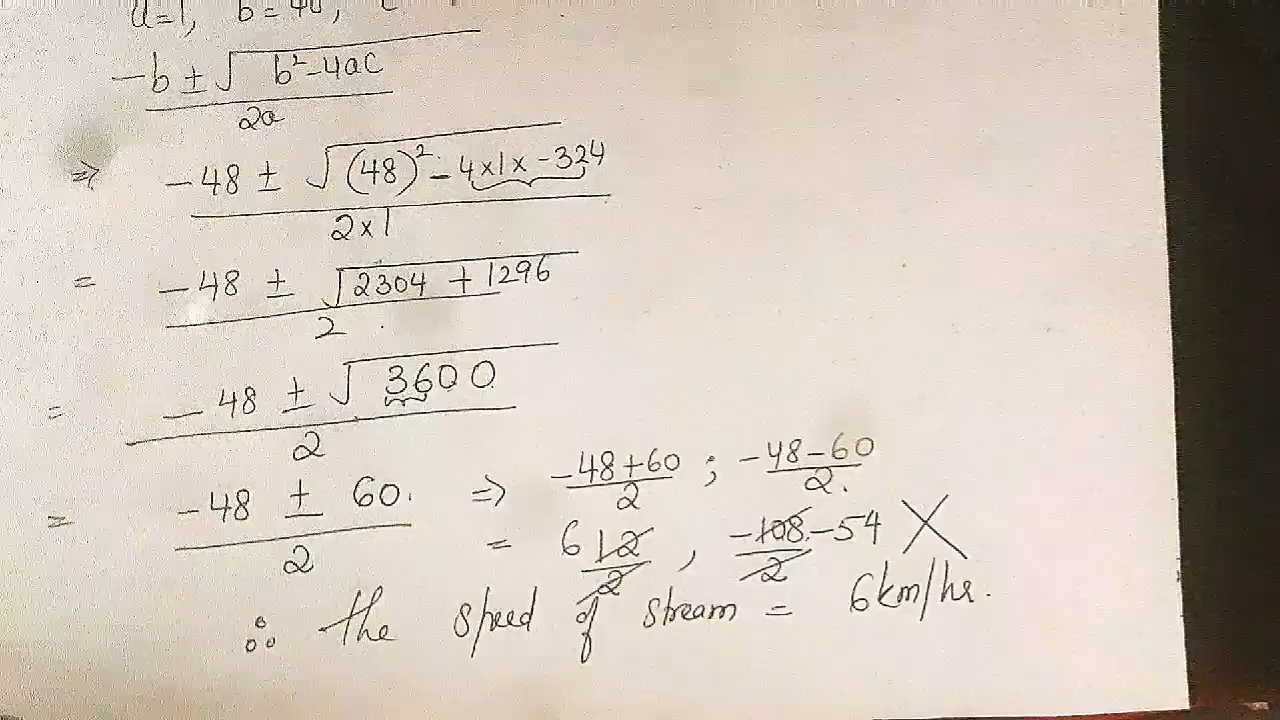 a=1, b=48,
-b ± √b²-4ac
2a
⇒ -48 ± √(48)² - 4×1×-324
2×1
= -48 ± √2304 + 1296
2
= -48 ± √3600
2
= -48 ± 60. ⇒ -48+60 ; -48-60
2 2 2.
= 6 12 , -108 -54 X
2 2
∴ the speed of stream = 6km/hr.